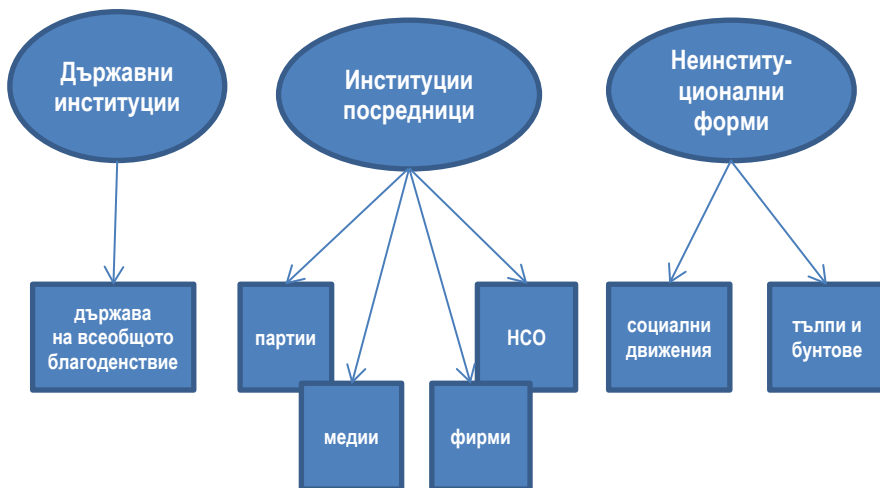 Държавни
институции
Институции
посредници
Неинститу-
ционални
форми
държава
на всеобщото
благоденствие
партии
медии
фирми
НСО
социални
движения
тълпи и
бунтове